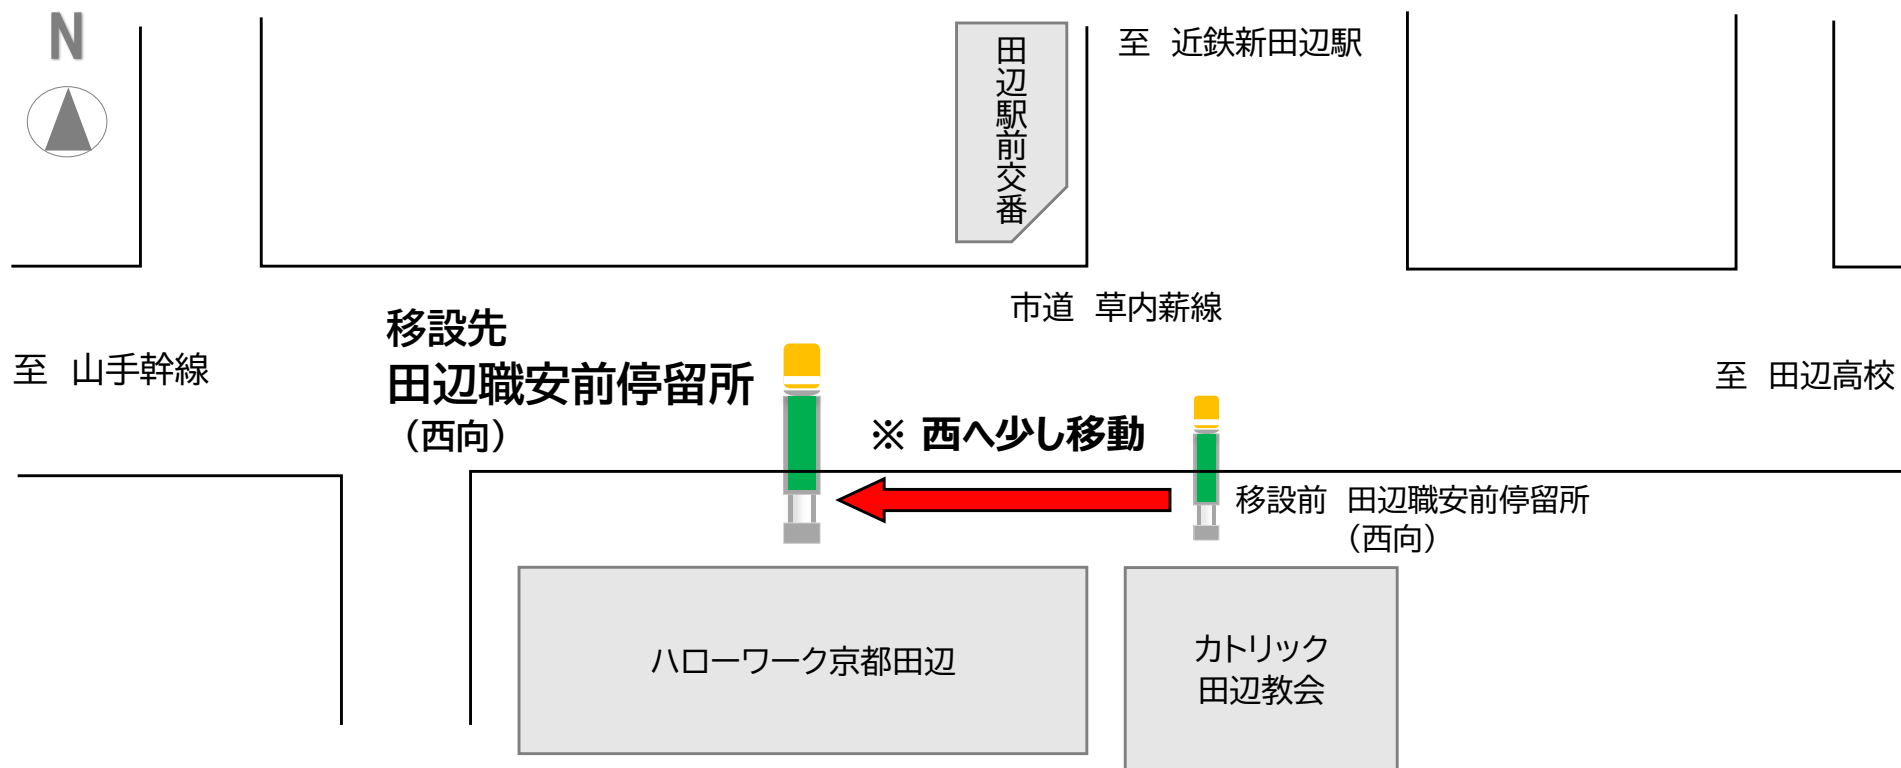 N
田辺駅前交番
至 近鉄新田辺駅
市道 草内薪線
移設先
田辺職安前停留所
（西向）
至 山手幹線
至 田辺高校
※ 西へ少し移動
移設前 田辺職安前停留所
（西向）
ハローワーク京都田辺
カトリック
田辺教会